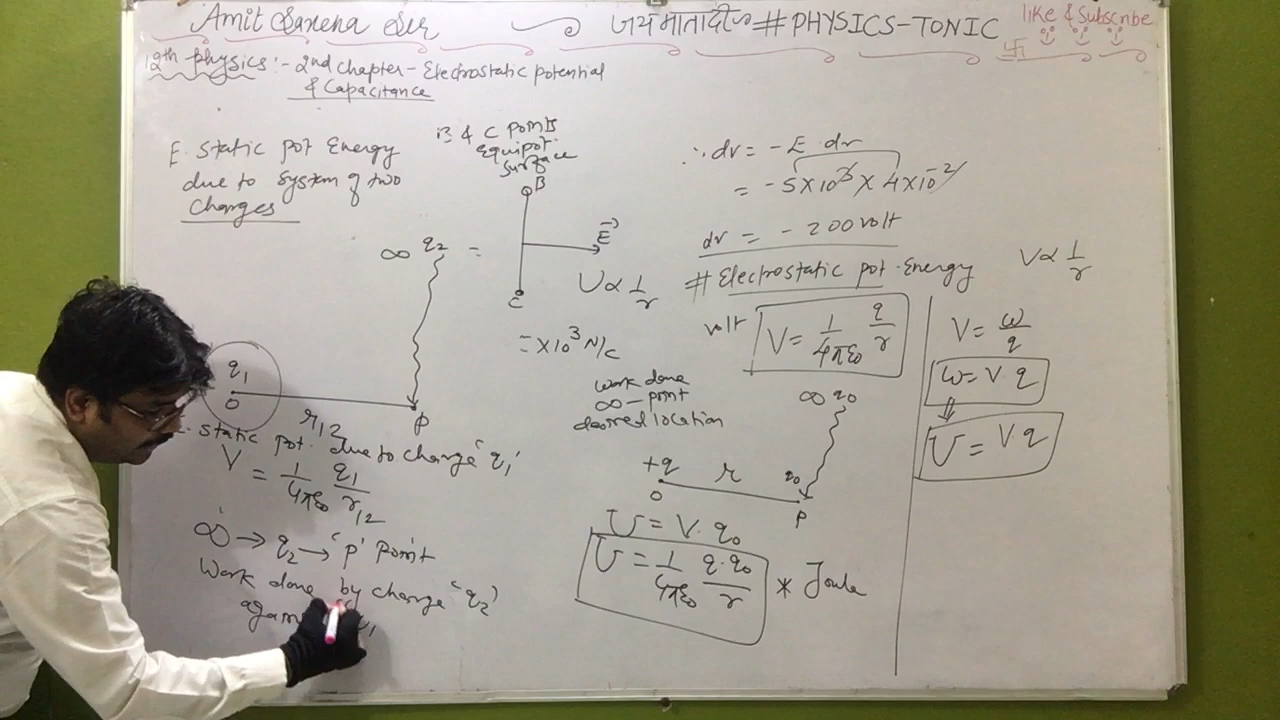 Amit Saxena Sir
जय माता दी # PHYSICS-TONIC
like & Subscribe
12th Physics :- 2nd chapter - Electrostatic potential
& Capacitance
E. static pot Energy
due to System of two
Charges
∞ q₂ =
q₁
O
r₁₂
P
static pot. due to charge 'q₁'
V = 1/4πε₀ q₁/r₁₂
∞ → q₂ → 'P' Point
Work done by charge 'q₂'
B & C points
equipot.
Surface
B
E⃗
C
U ∝ 1/r
= ×10³ N/C
work done
∞ - point
desired location
∴ dv = -E . dr
= -5×10³ × 4×10⁻²
dv = - 200 volt
# Electrostatic pot. Energy
volt V = 1/4πε₀ q/r
∞ q₀
+q
O
r
q₀
P
U = V. q₀
U = 1/4πε₀ q.q₀/r * Joule
V ∝ 1/r
V = ω/q
ω = V. q
⇓
U = V q